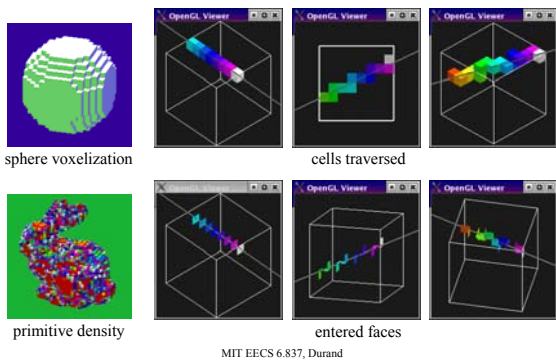 OpenGL Viewer OpenGL Viewer OpenGL Viewer
sphere voxelization cells traversed
OpenGL Viewer OpenGL Viewer OpenGL Viewer
primitive density entered faces
MIT EECS 6.837, Durand